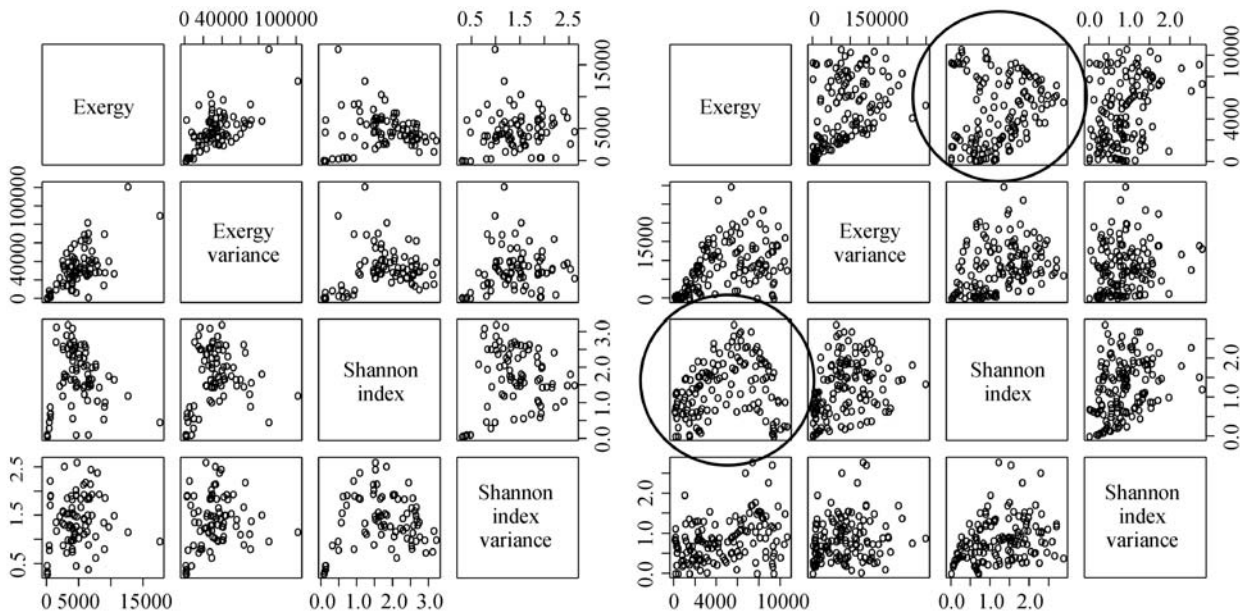 0 40000 100000
0.5 1.5 2.5
Exergy
0 5000 15000
0 40000 100000
Exergy
variance
Shannon
index
0.0 1.0 2.0 3.0
0.5 1.5 2.5
Shannon
index
variance
0 5000 15000
0.0 1.0 2.0 3.0
0 150000
0.0 1.0 2.0
Exergy
0 4000 10000
0 15000
Exergy
variance
Shannon
index
0.0 1.0 2.0
0.0 1.0 2.0
Shannon
index
variance
0 4000 10000
0.0 1.0 2.0